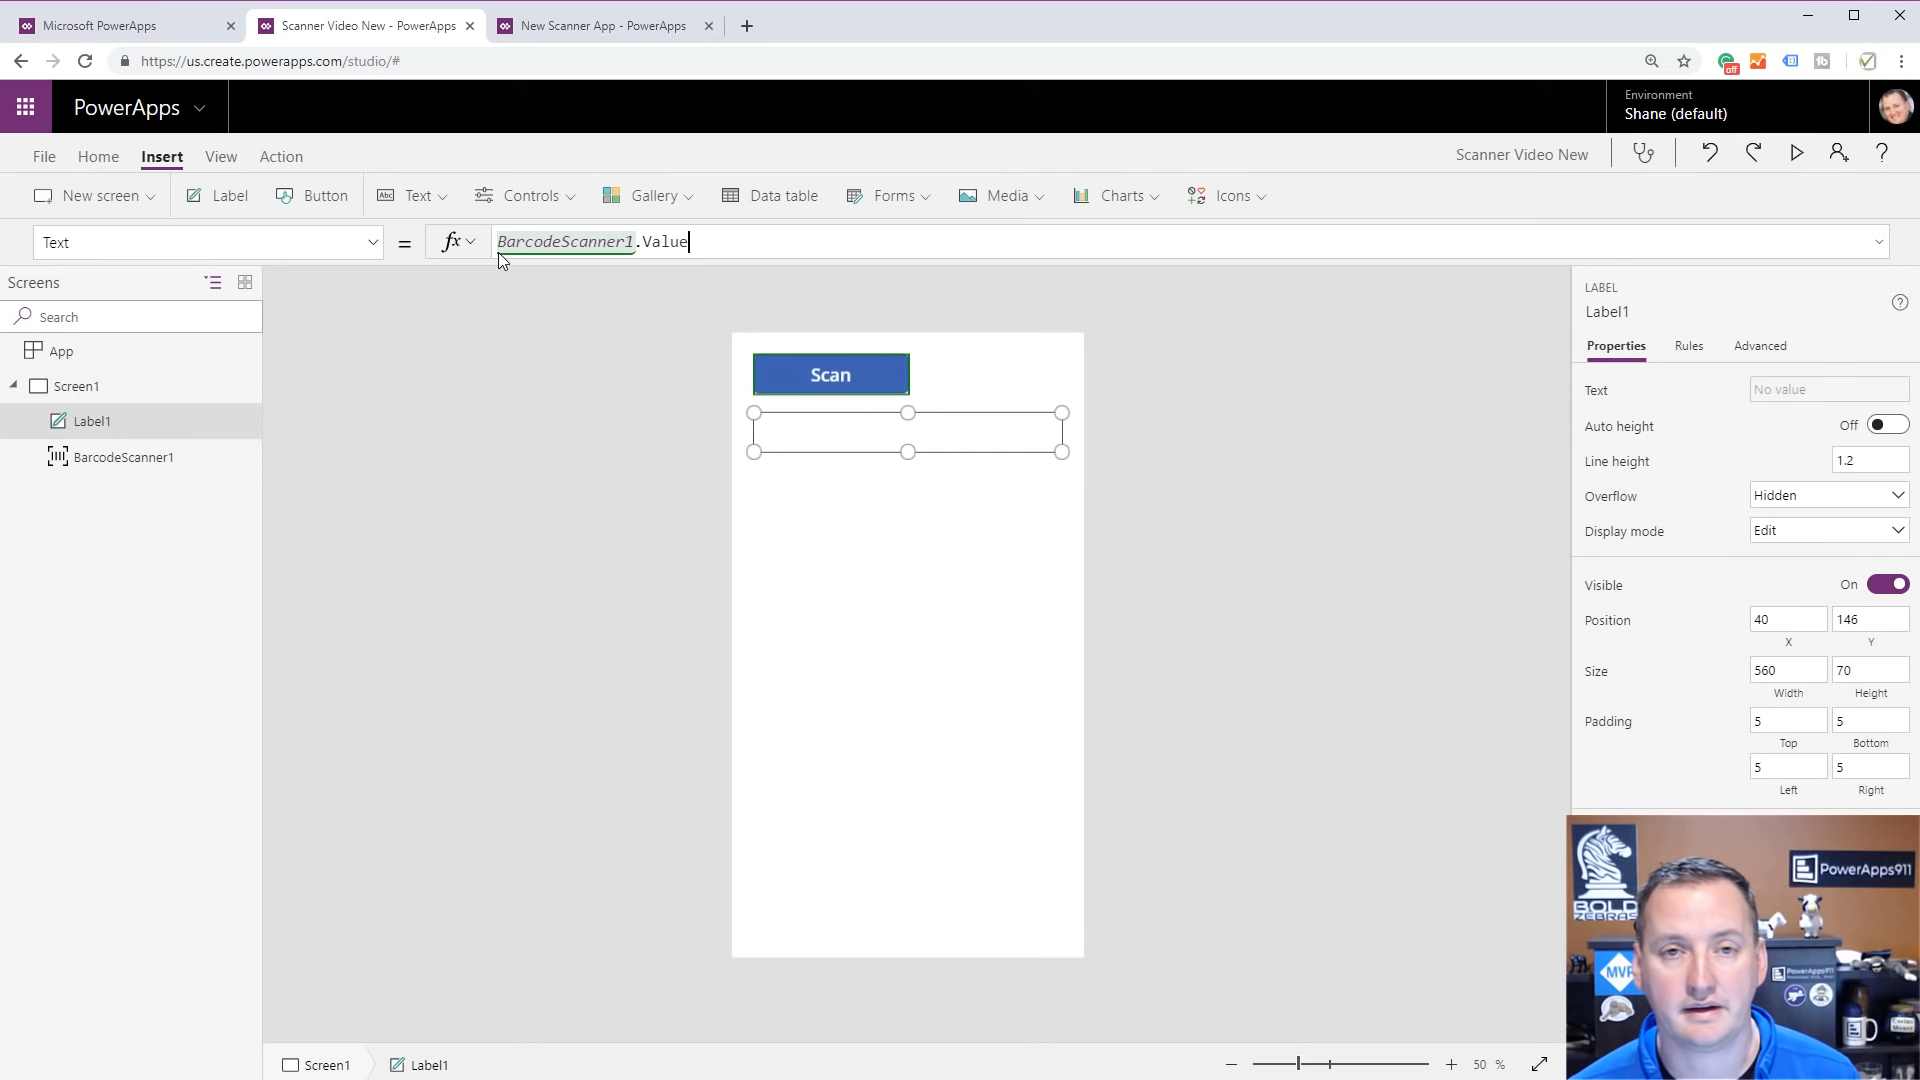 Microsoft PowerApps
Scanner Video New - PowerApps
New Scanner App - PowerApps
https://us.create.powerapps.com/studio/#
off
PowerApps
Environment
Shane (default)
File
Home
Insert
View
Action
Scanner Video New
New screen
Label
Button
Abc
Text
Controls
Gallery
Data table
Forms
Media
Charts
Icons
Text
=
fx
BarcodeScanner1.Value
Screens
Search
App
Screen1
Label1
BarcodeScanner1
Scan
LABEL
Label1
Properties
Rules
Advanced
Text
No value
Auto height
Off
Line height
1.2
Overflow
Hidden
Display mode
Edit
Visible
On
Position
40
146
X
Y
Size
560
70
Width
Height
Padding
5
5
Top
Bottom
5
5
Left
Right
BOLD
ZEBRAS
PowerApps911
MVP
PowerApps911
Screen1
Label1
50 %